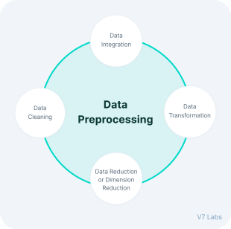 Data
Integration
Data
Cleaning
Data
Preprocessing
Data
Transformation
Data Reduction
or Dimension
Reduction
V7 Labs